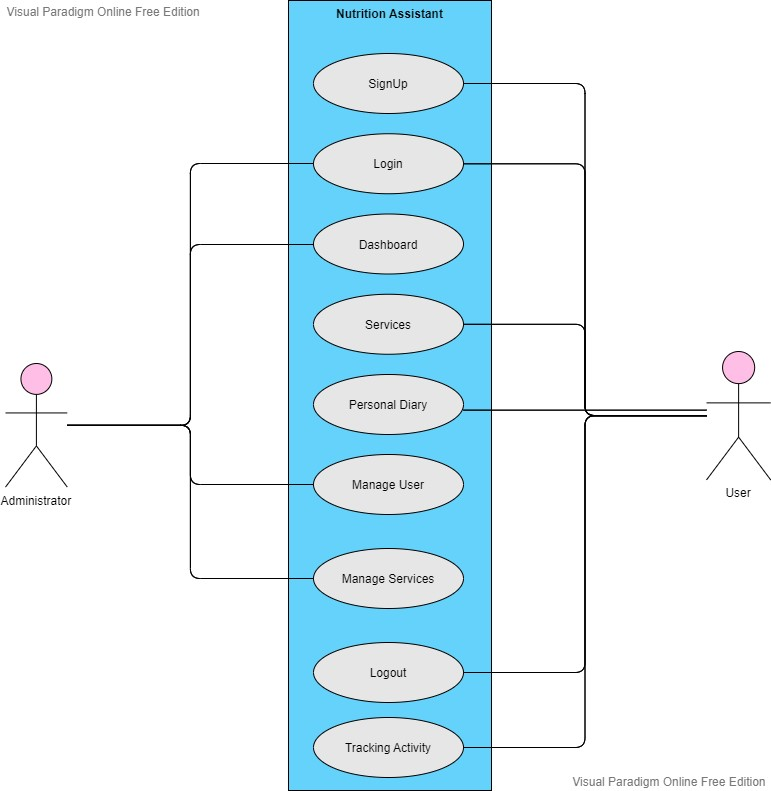 Visual Paradigm Online Free Edition
Nutrition Assistant
SignUp
Login
Dashboard
Services
Personal Diary
Manage User
Administrator
User
Manage Services
Logout
Tracking Activity
Visual Paradigm Online Free Edition